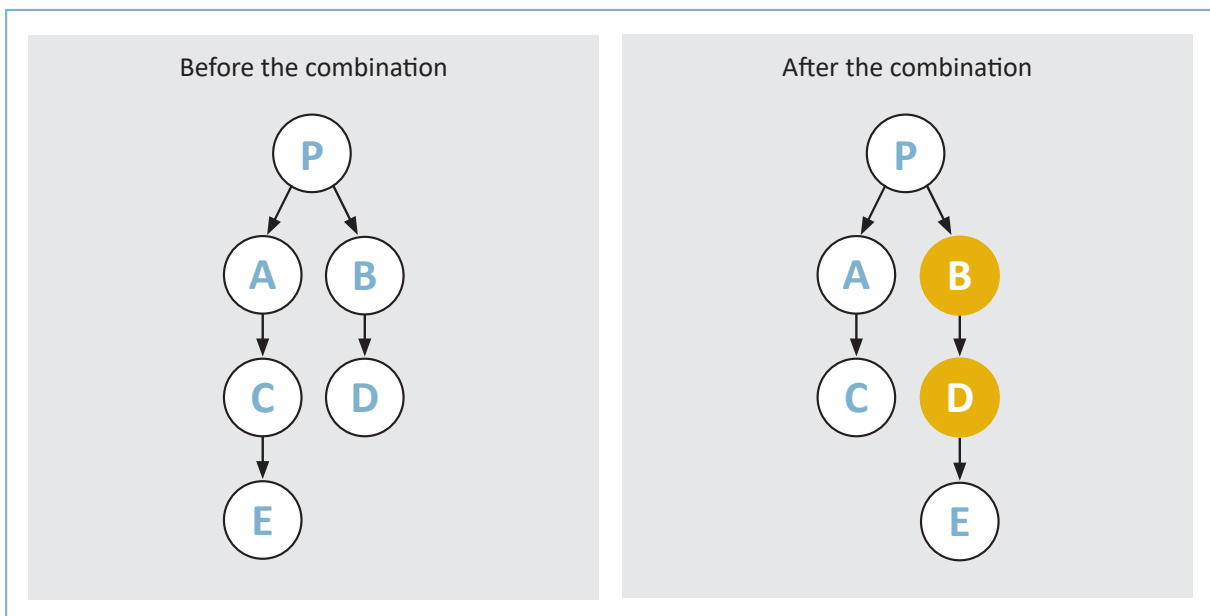 Before the combination
P
A B
C D
E
After the combination
P
A B
C D
E